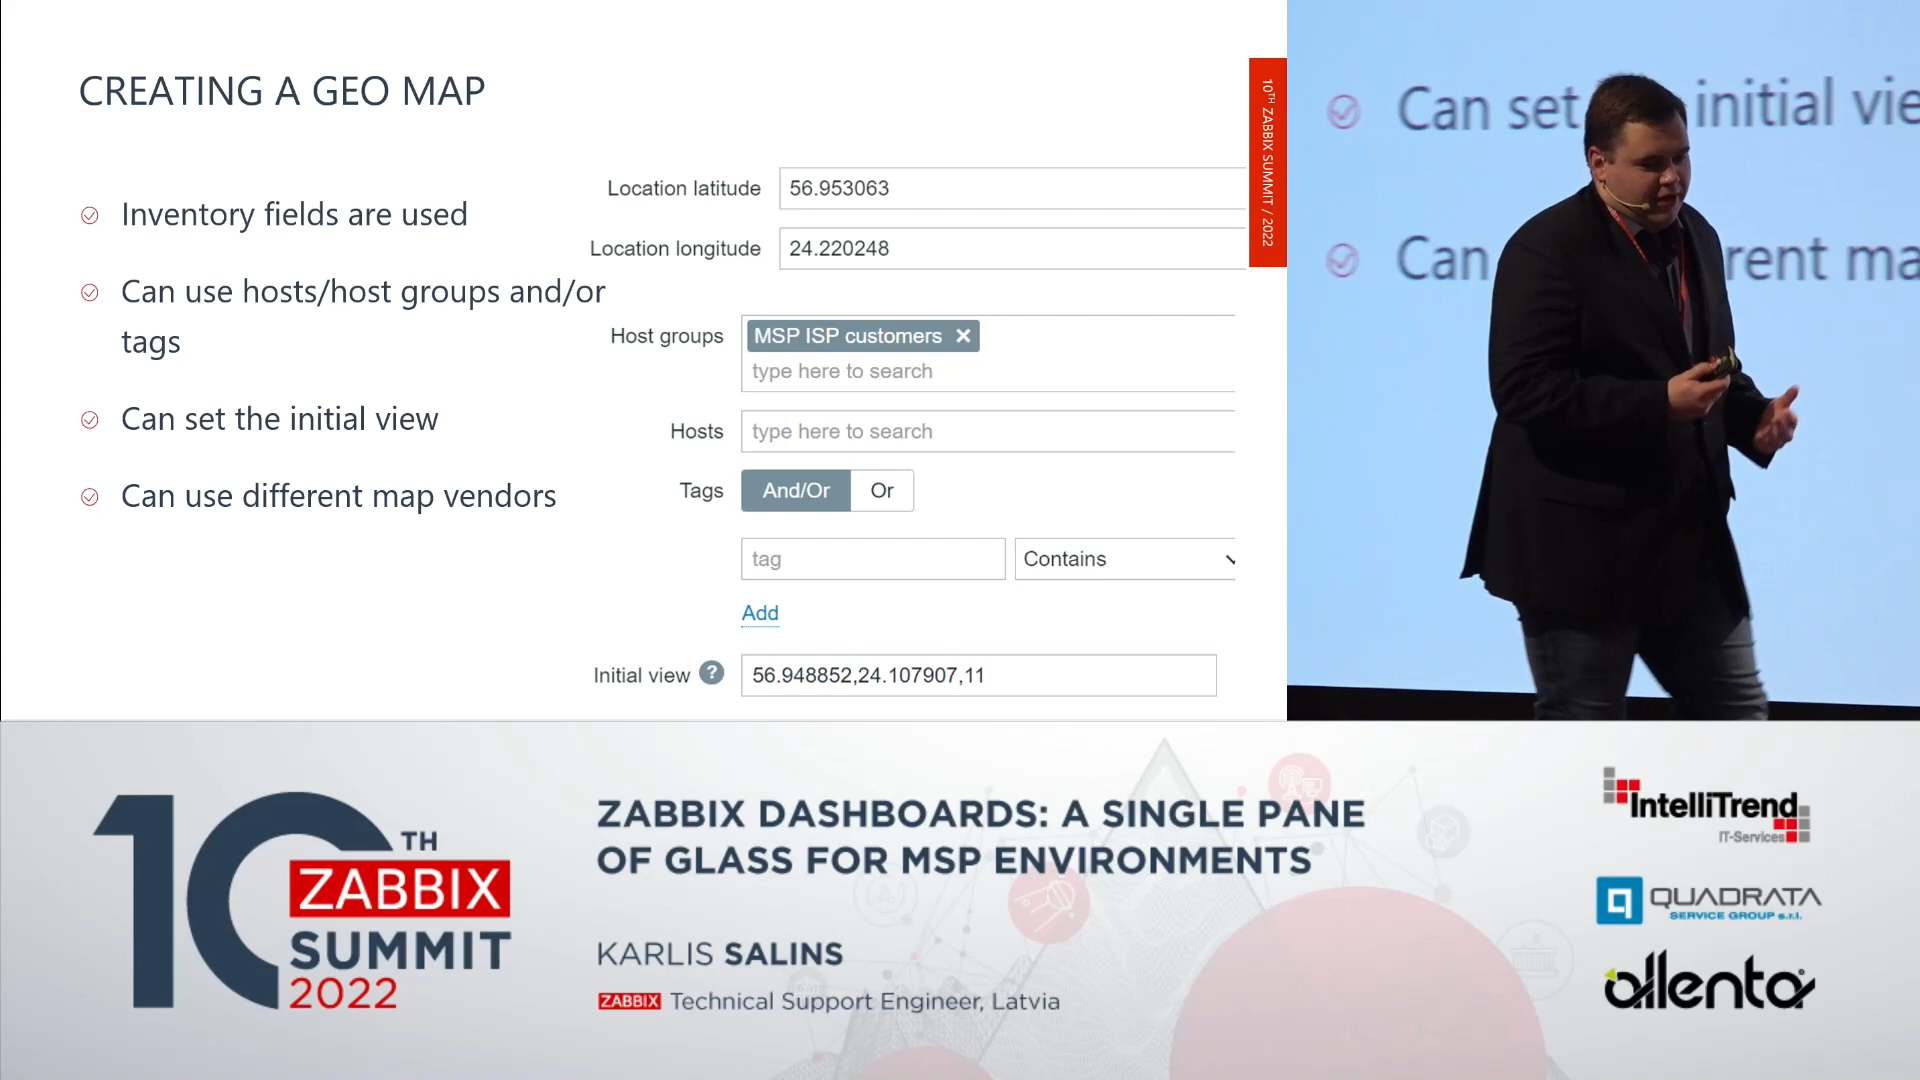 CREATING A GEO MAP
Inventory fields are used
Can use hosts/host groups and/or
tags
Can set the initial view
Can use different map vendors
Location latitude 56.953063
Location longitude 24.220248
Host groups MSP ISP customers
type here to search
Hosts type here to search
Tags And/Or Or
tag Contains
Add
Initial view ? 56.948852,24.107907,11
10TH ZABBIX SUMMIT / 2022
Can set initial vie
Can rent ma
10TH
ZABBIX
SUMMIT
2022
ZABBIX DASHBOARDS: A SINGLE PANE
OF GLASS FOR MSP ENVIRONMENTS
KARLIS SALINS
ZABBIX Technical Support Engineer, Latvia
IntelliTrend
IT-Services
QUADRATA
SERVICE GROUP s.r.l.
allenta